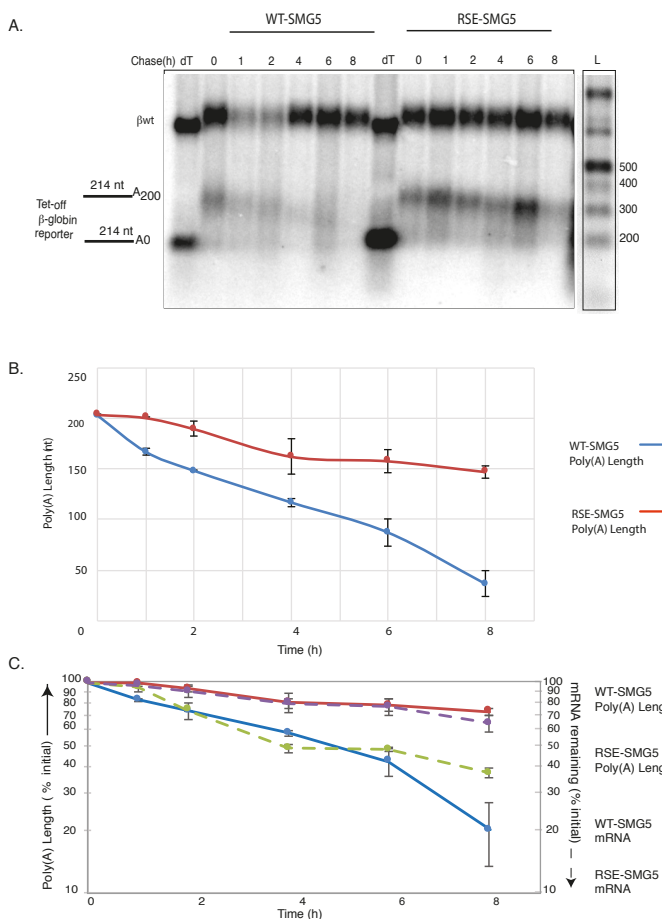 A.
WT-SMG5 RSE-SMG5
Chase(h) dT 0 1 2 4 6 8 dT 0 1 2 4 6 8 L
βwt
500
214 nt A200 400
Tet-off 300
β-globin
reporter 214 nt A0 200
B.
250
200
150
100
50
0 2 4 6 8
Poly(A) Length (nt)
Time (h)
WT-SMG5
Poly(A) Length
RSE-SMG5
Poly(A) Length
C.
100 90 80 70 60 50 40 30 20 10
Poly(A) Length ( % initial)
0 2 4 6 8
Time (h)
100 90 80 70 60 50 40 30 20 10
mRNA remaining (% initial)
WT-SMG5
Poly(A) Leng
RSE-SMG5
Poly(A) Leng
WT-SMG5
mRNA
RSE-SMG5
mRNA